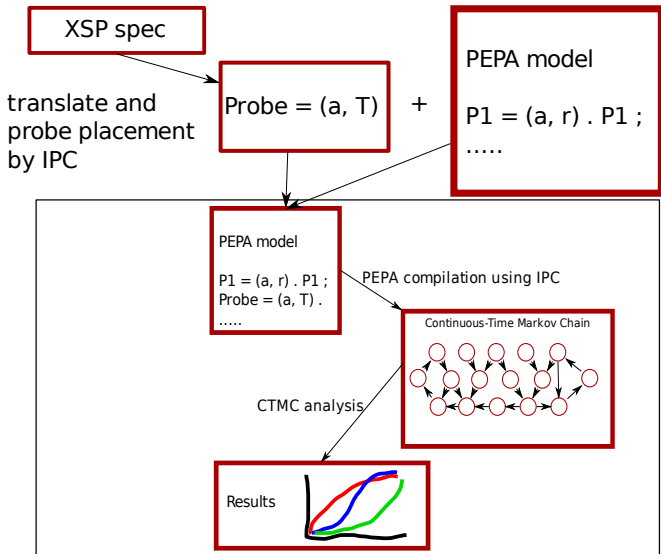 XSP spec
translate and
probe placement
by IPC
Probe = (a, T)
+
PEPA model
P1 = (a, r) . P1 ;
.....
PEPA model
P1 = (a, r) . P1 ;
Probe = (a, T) .
.....
PEPA compilation using IPC
Continuous-Time Markov Chain
CTMC analysis
Results